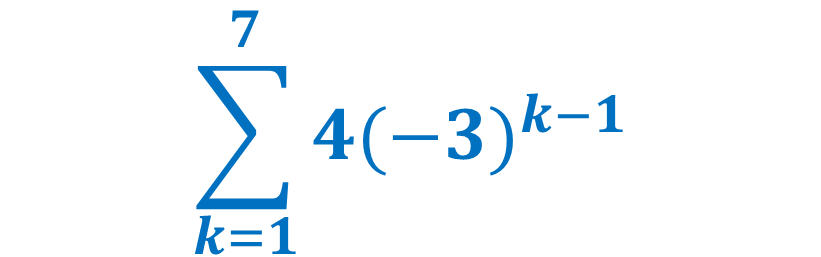 7
∑ 4(−3)^{k−1}
k=1